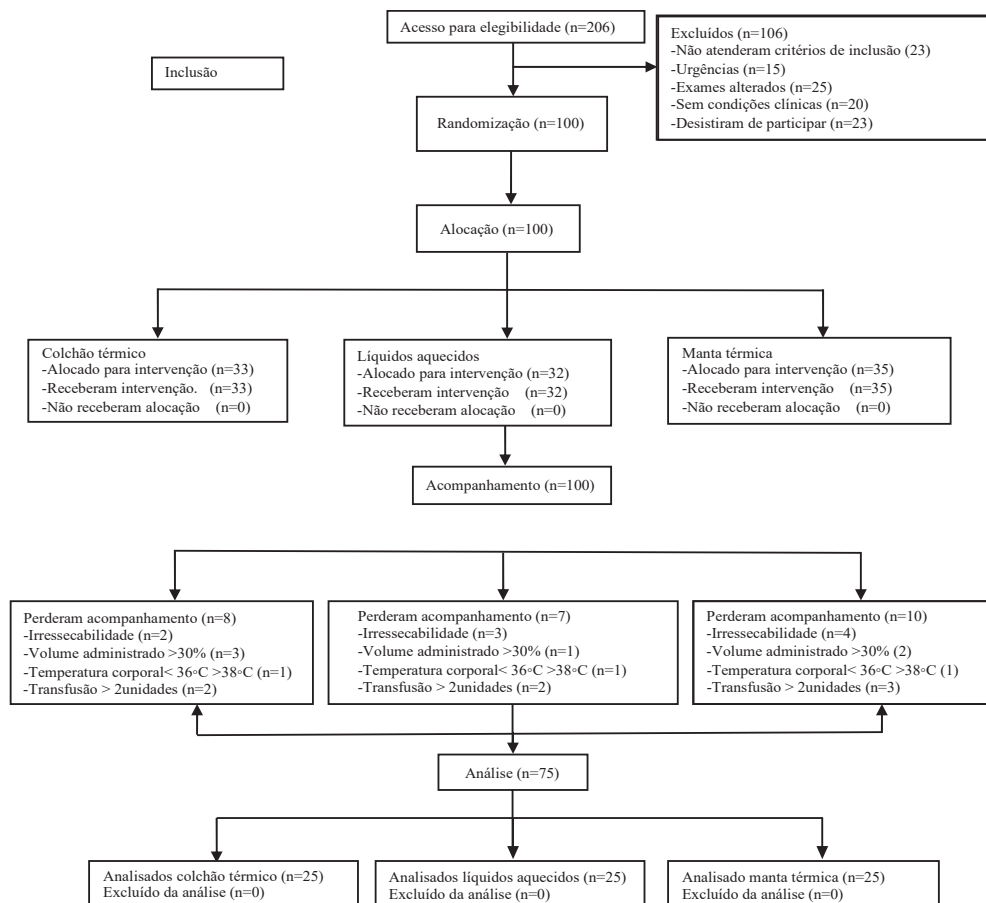 Acesso para elegibilidade (n=206)
Excluídos (n=106)
-Não atenderam critérios de inclusão (23)
-Urgências (n=15)
-Exames alterados (n=25)
-Sem condições clínicas (n=20)
-Desistiram de participar (n=23)
Inclusão
Randomização (n=100)
Alocação (n=100)
Colchão térmico
-Alocado para intervenção (n=33)
-Receberam intervenção. (n=33)
-Não receberam alocação (n=0)
Líquidos aquecidos
-Alocado para intervenção (n=32)
-Receberam intervenção (n=32)
-Não receberam alocação (n=0)
Manta térmica
-Alocado para intervenção (n=35)
-Receberam intervenção (n=35)
-Não receberam alocação (n=0)
Acompanhamento (n=100)
Perderam acompanhamento (n=8)
-Irressecabilidade (n=2)
-Volume administrado >30% (n=3)
-Temperatura corporal< 36◦C >38◦C (n=1)
-Transfusão > 2unidades (n=2)
Perderam acompanhamento (n=7)
-Irressecabilidade (n=3)
-Volume administrado >30% (n=1)
-Temperatura corporal< 36◦C >38◦C (n=1)
-Transfusão > 2unidades (n=2)
Perderam acompanhamento (n=10)
-Irressecabilidade (n=4)
-Volume administrado >30% (2)
-Temperatura corporal< 36◦C >38◦C (1)
-Transfusão > 2unidades (n=3)
Análise (n=75)
Analisados colchão térmico (n=25)
Excluído da análise (n=0)
Analisados líquidos aquecidos (n=25)
Excluído da análise (n=0)
Analisado manta térmica (n=25)
Excluído da análise (n=0)